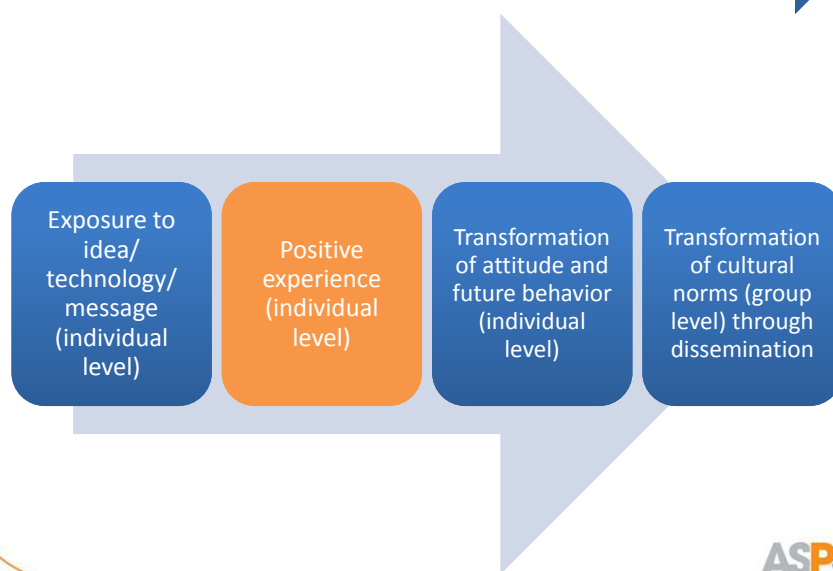 Exposure to
idea/
technology/
message
(individual
level)
Positive
experience
(individual
level)
Transformation
of attitude and
future behavior
(individual
level)
Transformation
of cultural
norms (group
level) through
dissemination
ASP